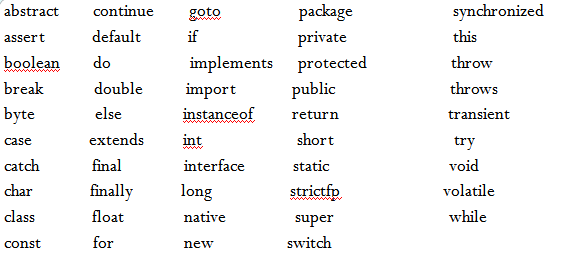 abstract continue goto package synchronized
assert default if private this
boolean do implements protected throw
break double import public throws
byte else instanceof return transient
case extends int short try
catch final interface static void
char finally long strictfp volatile
class float native super while
const for new switch